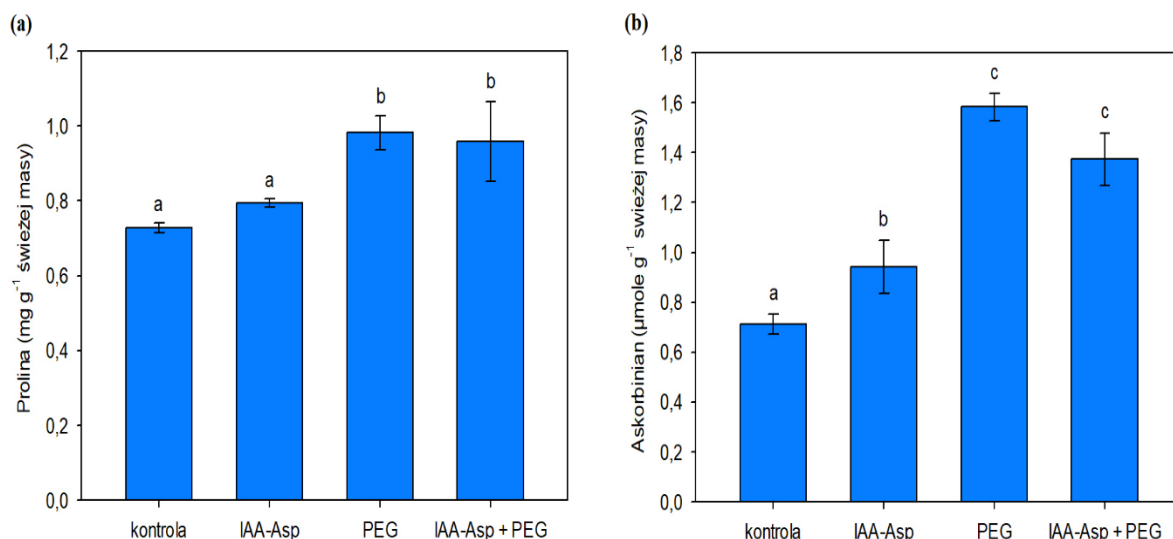 (a)
1,2
1,0
0,8
0,6
0,4
0,2
0,0
Prolina (mg g⁻¹ świeżej masy)
a
a
b
b
kontrola
IAA-Asp
PEG
IAA-Asp + PEG
(b)
1,8
1,6
1,4
1,2
1,0
0,8
0,6
0,4
0,2
0,0
Askorbinian (µmole g⁻¹ swieżej masy)
a
b
c
c
kontrola
IAA-Asp
PEG
IAA-Asp + PEG